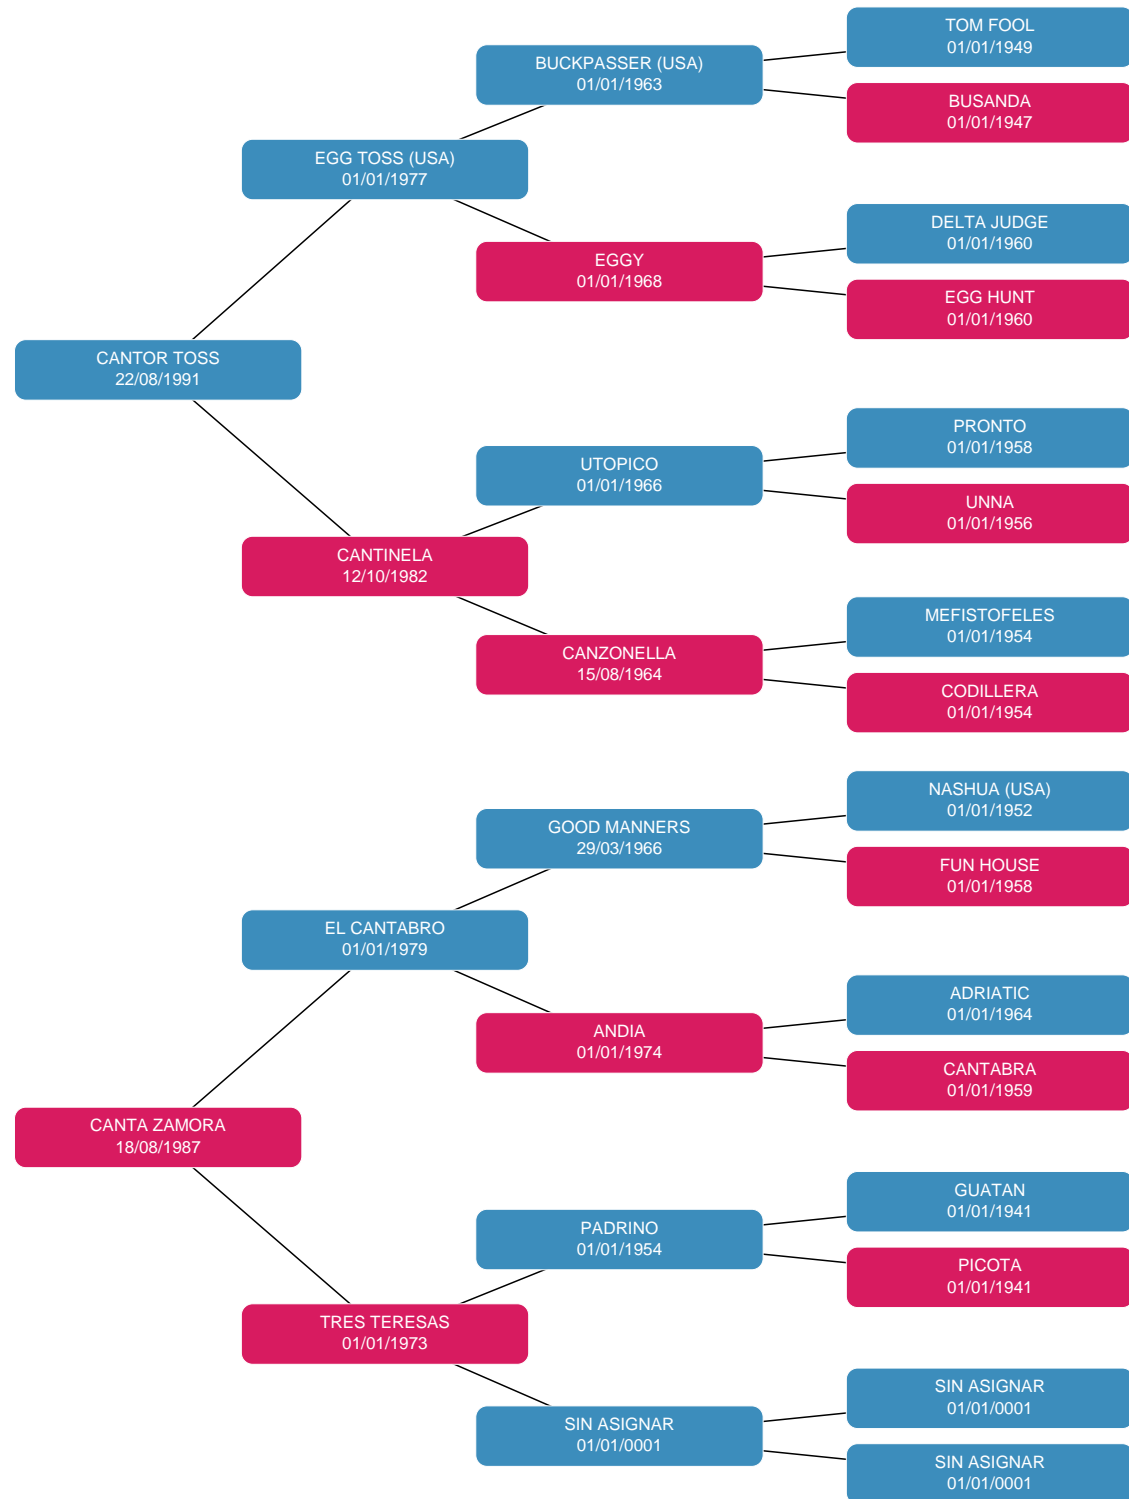 TOM FOOL
01/01/1949
BUCKPASSER (USA)
01/01/1963
BUSANDA
01/01/1947
EGG TOSS (USA)
01/01/1977
DELTA JUDGE
01/01/1960
EGGY
01/01/1968
EGG HUNT
01/01/1960
CANTOR TOSS
22/08/1991
PRONTO
01/01/1958
UTOPICO
01/01/1966
UNNA
01/01/1956
CANTINELA
12/10/1982
MEFISTOFELES
01/01/1954
CANZONELLA
15/08/1964
CODILLERA
01/01/1954
NASHUA (USA)
01/01/1952
GOOD MANNERS
29/03/1966
FUN HOUSE
01/01/1958
EL CANTABRO
01/01/1979
ADRIATIC
01/01/1964
ANDIA
01/01/1974
CANTABRA
01/01/1959
CANTA ZAMORA
18/08/1987
GUATAN
01/01/1941
PADRINO
01/01/1954
PICOTA
01/01/1941
TRES TERESAS
01/01/1973
SIN ASIGNAR
01/01/0001
SIN ASIGNAR
01/01/0001
SIN ASIGNAR
01/01/0001